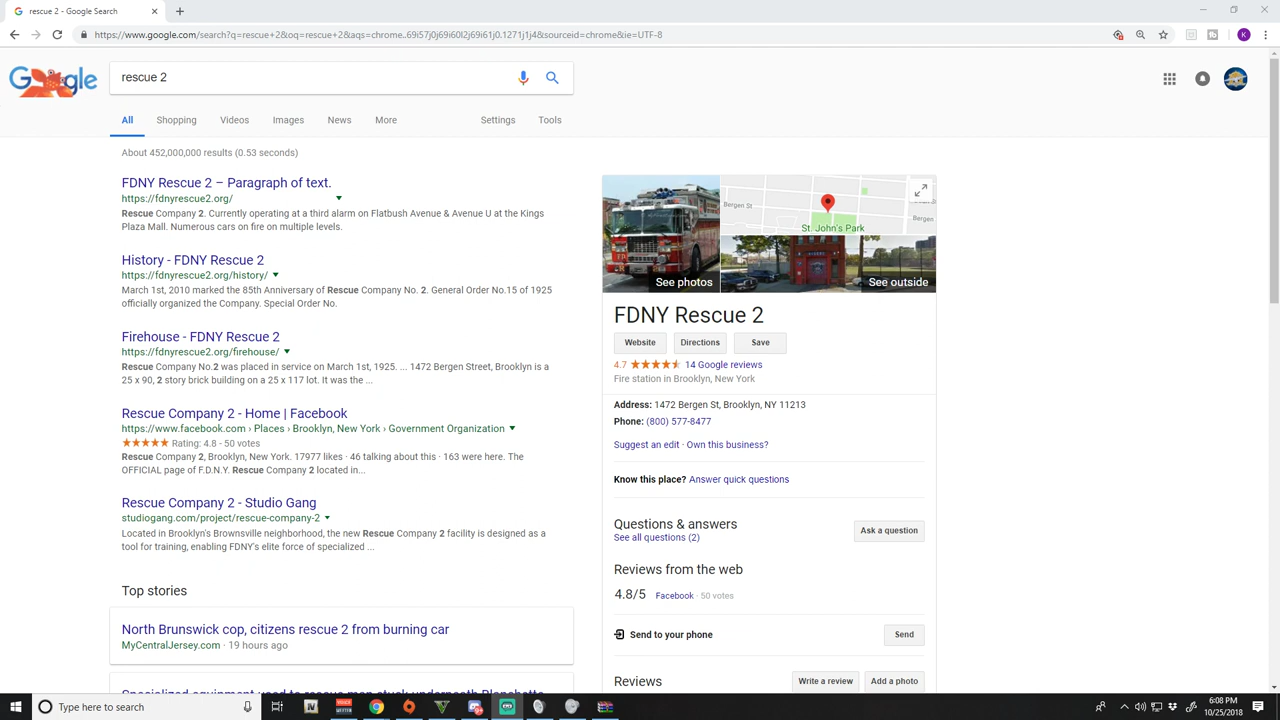 rescue 2 - Google Search
https://www.google.com/search?q=rescue+2&oq=rescue+2&aqs=chrome..69i57j0j69i60l2j69i61j0.1271j1j4&sourceid=chrome&ie=UTF-8
K
rescue 2
All Shopping Videos Images News More Settings Tools
About 452,000,000 results (0.53 seconds)
FDNY Rescue 2 – Paragraph of text.
https://fdnyrescue2.org/
Rescue Company 2. Currently operating at a third alarm on Flatbush Avenue & Avenue U at the Kings
Plaza Mall. Numerous cars on fire on multiple levels.
History - FDNY Rescue 2
https://fdnyrescue2.org/history/
March 1st, 2010 marked the 85th Anniversary of Rescue Company No. 2. General Order No.15 of 1925
officially organized the Company. Special Order No.
Firehouse - FDNY Rescue 2
https://fdnyrescue2.org/firehouse/
Rescue Company No.2 was placed in service on March 1st, 1925. ... 1472 Bergen Street, Brooklyn is a
25 x 90, 2 story brick building on a 25 x 117 lot. It was the ...
Rescue Company 2 - Home | Facebook
https://www.facebook.com › Places › Brooklyn, New York › Government Organization
Rating: 4.8 - 50 votes
Rescue Company 2, Brooklyn, New York. 17977 likes · 46 talking about this · 163 were here. The
OFFICIAL page of F.D.N.Y. Rescue Company 2 located in...
Rescue Company 2 - Studio Gang
studiogang.com/project/rescue-company-2
Located in Brooklyn's Brownsville neighborhood, the new Rescue Company 2 facility is designed as a
tool for training, enabling FDNY's elite force of specialized ...
Top stories
North Brunswick cop, citizens rescue 2 from burning car
MyCentralJersey.com · 19 hours ago
Bergen St
Bergen
St. John's Park
See photos
See outside
FDNY Rescue 2
Website Directions Save
4.7 14 Google reviews
Fire station in Brooklyn, New York
Address: 1472 Bergen St, Brooklyn, NY 11213
Phone: (800) 577-8477
Suggest an edit · Own this business?
Know this place? Answer quick questions
Questions & answers
See all questions (2)
Ask a question
Reviews from the web
4.8/5 Facebook · 50 votes
Send to your phone
Send
Reviews
Write a review Add a photo
Type here to search
6:08 PM
10/25/2018